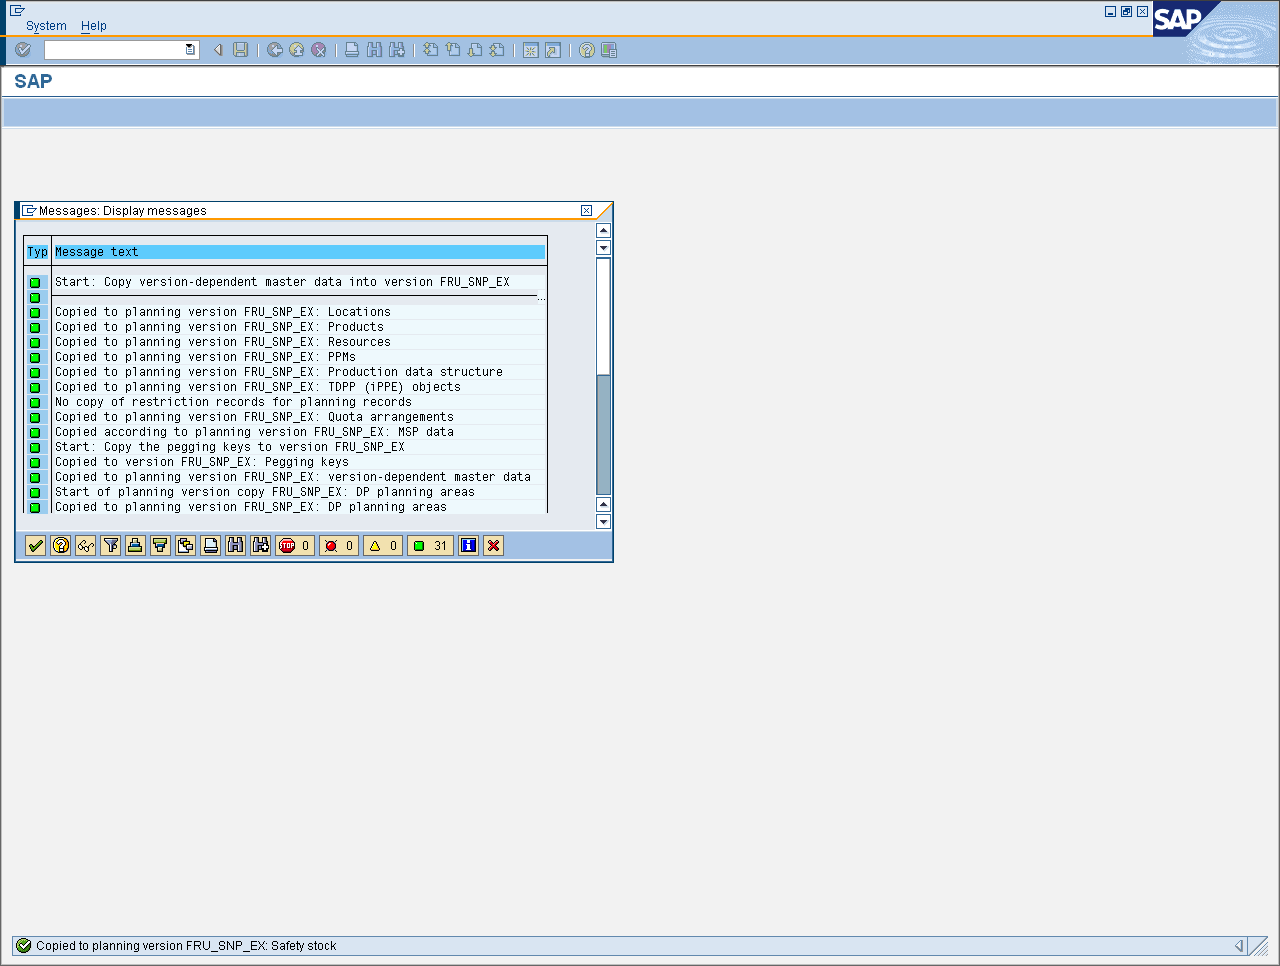 System Help
SAP
SAP
Messages: Display messages
Typ Message text
Start: Copy version-dependent master data into version FRU_SNP_EX
...
Copied to planning version FRU_SNP_EX: Locations
Copied to planning version FRU_SNP_EX: Products
Copied to planning version FRU_SNP_EX: Resources
Copied to planning version FRU_SNP_EX: PPMs
Copied to planning version FRU_SNP_EX: Production data structure
Copied to planning version FRU_SNP_EX: TDPP (iPPE) objects
No copy of restriction records for planning records
Copied to planning version FRU_SNP_EX: Quota arrangements
Copied according to planning version FRU_SNP_EX: MSP data
Start: Copy the pegging keys to version FRU_SNP_EX
Copied to version FRU_SNP_EX: Pegging keys
Copied to planning version FRU_SNP_EX: version-dependent master data
Start of planning version copy FRU_SNP_EX: DP planning areas
Copied to planning version FRU_SNP_EX: DP planning areas
STOP 0 0 0 31
Copied to planning version FRU_SNP_EX: Safety stock